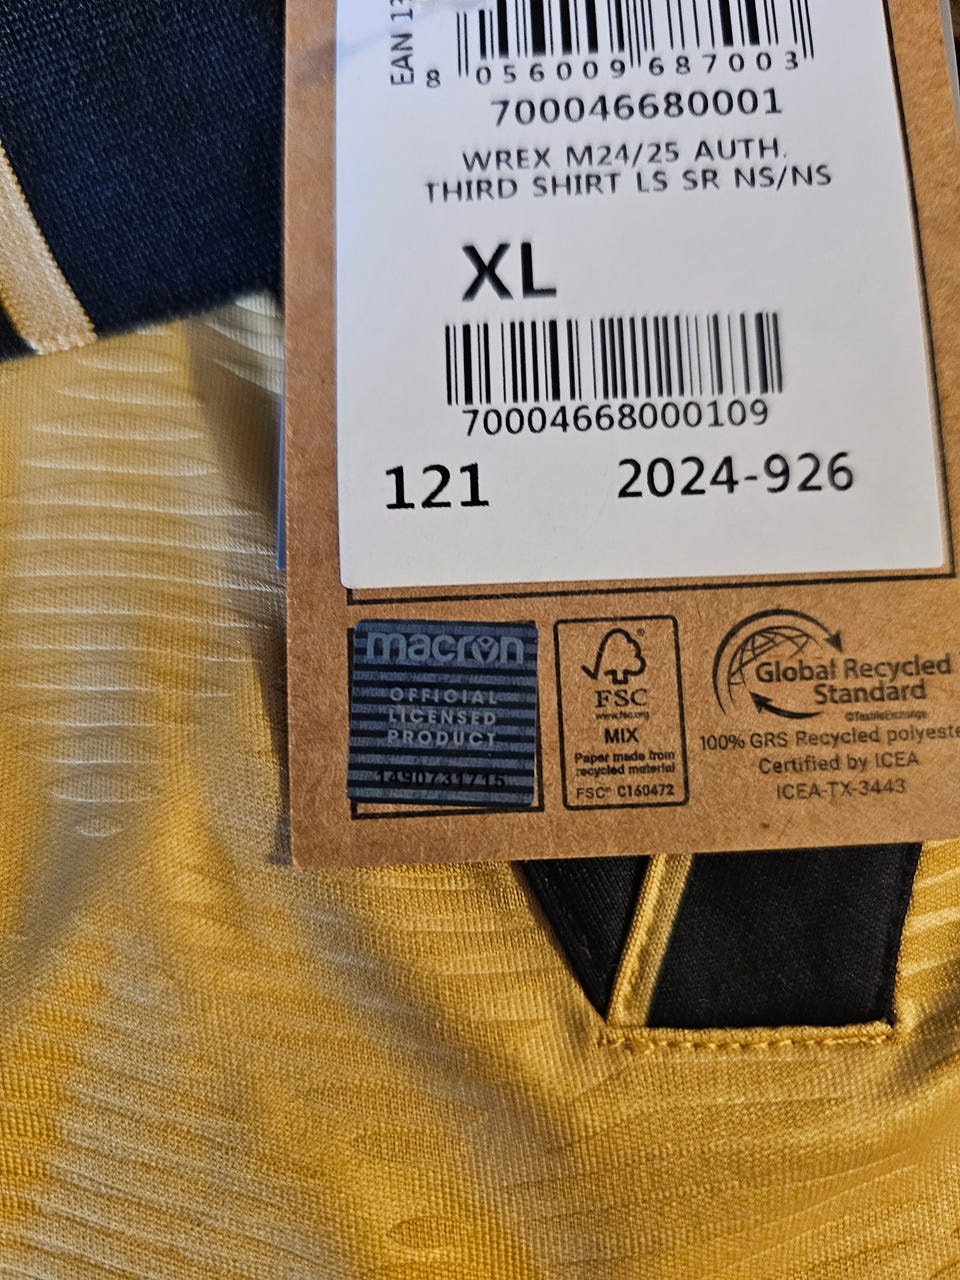 EAN 13
8 056009 687003
700046680001
WREX M24/25 AUTH.
THIRD SHIRT LS SR NS/NS
XL
70004668000109
121 2024-926
macron
OFFICIAL
LICENSED
PRODUCT
1490731715
FSC
www.fsc.org
MIX
Paper made from
recycled material
FSC® C160472
Global Recycled
Standard
©TextileExchange
100% GRS Recycled polyeste
Certified by ICEA
ICEA-TX-3443